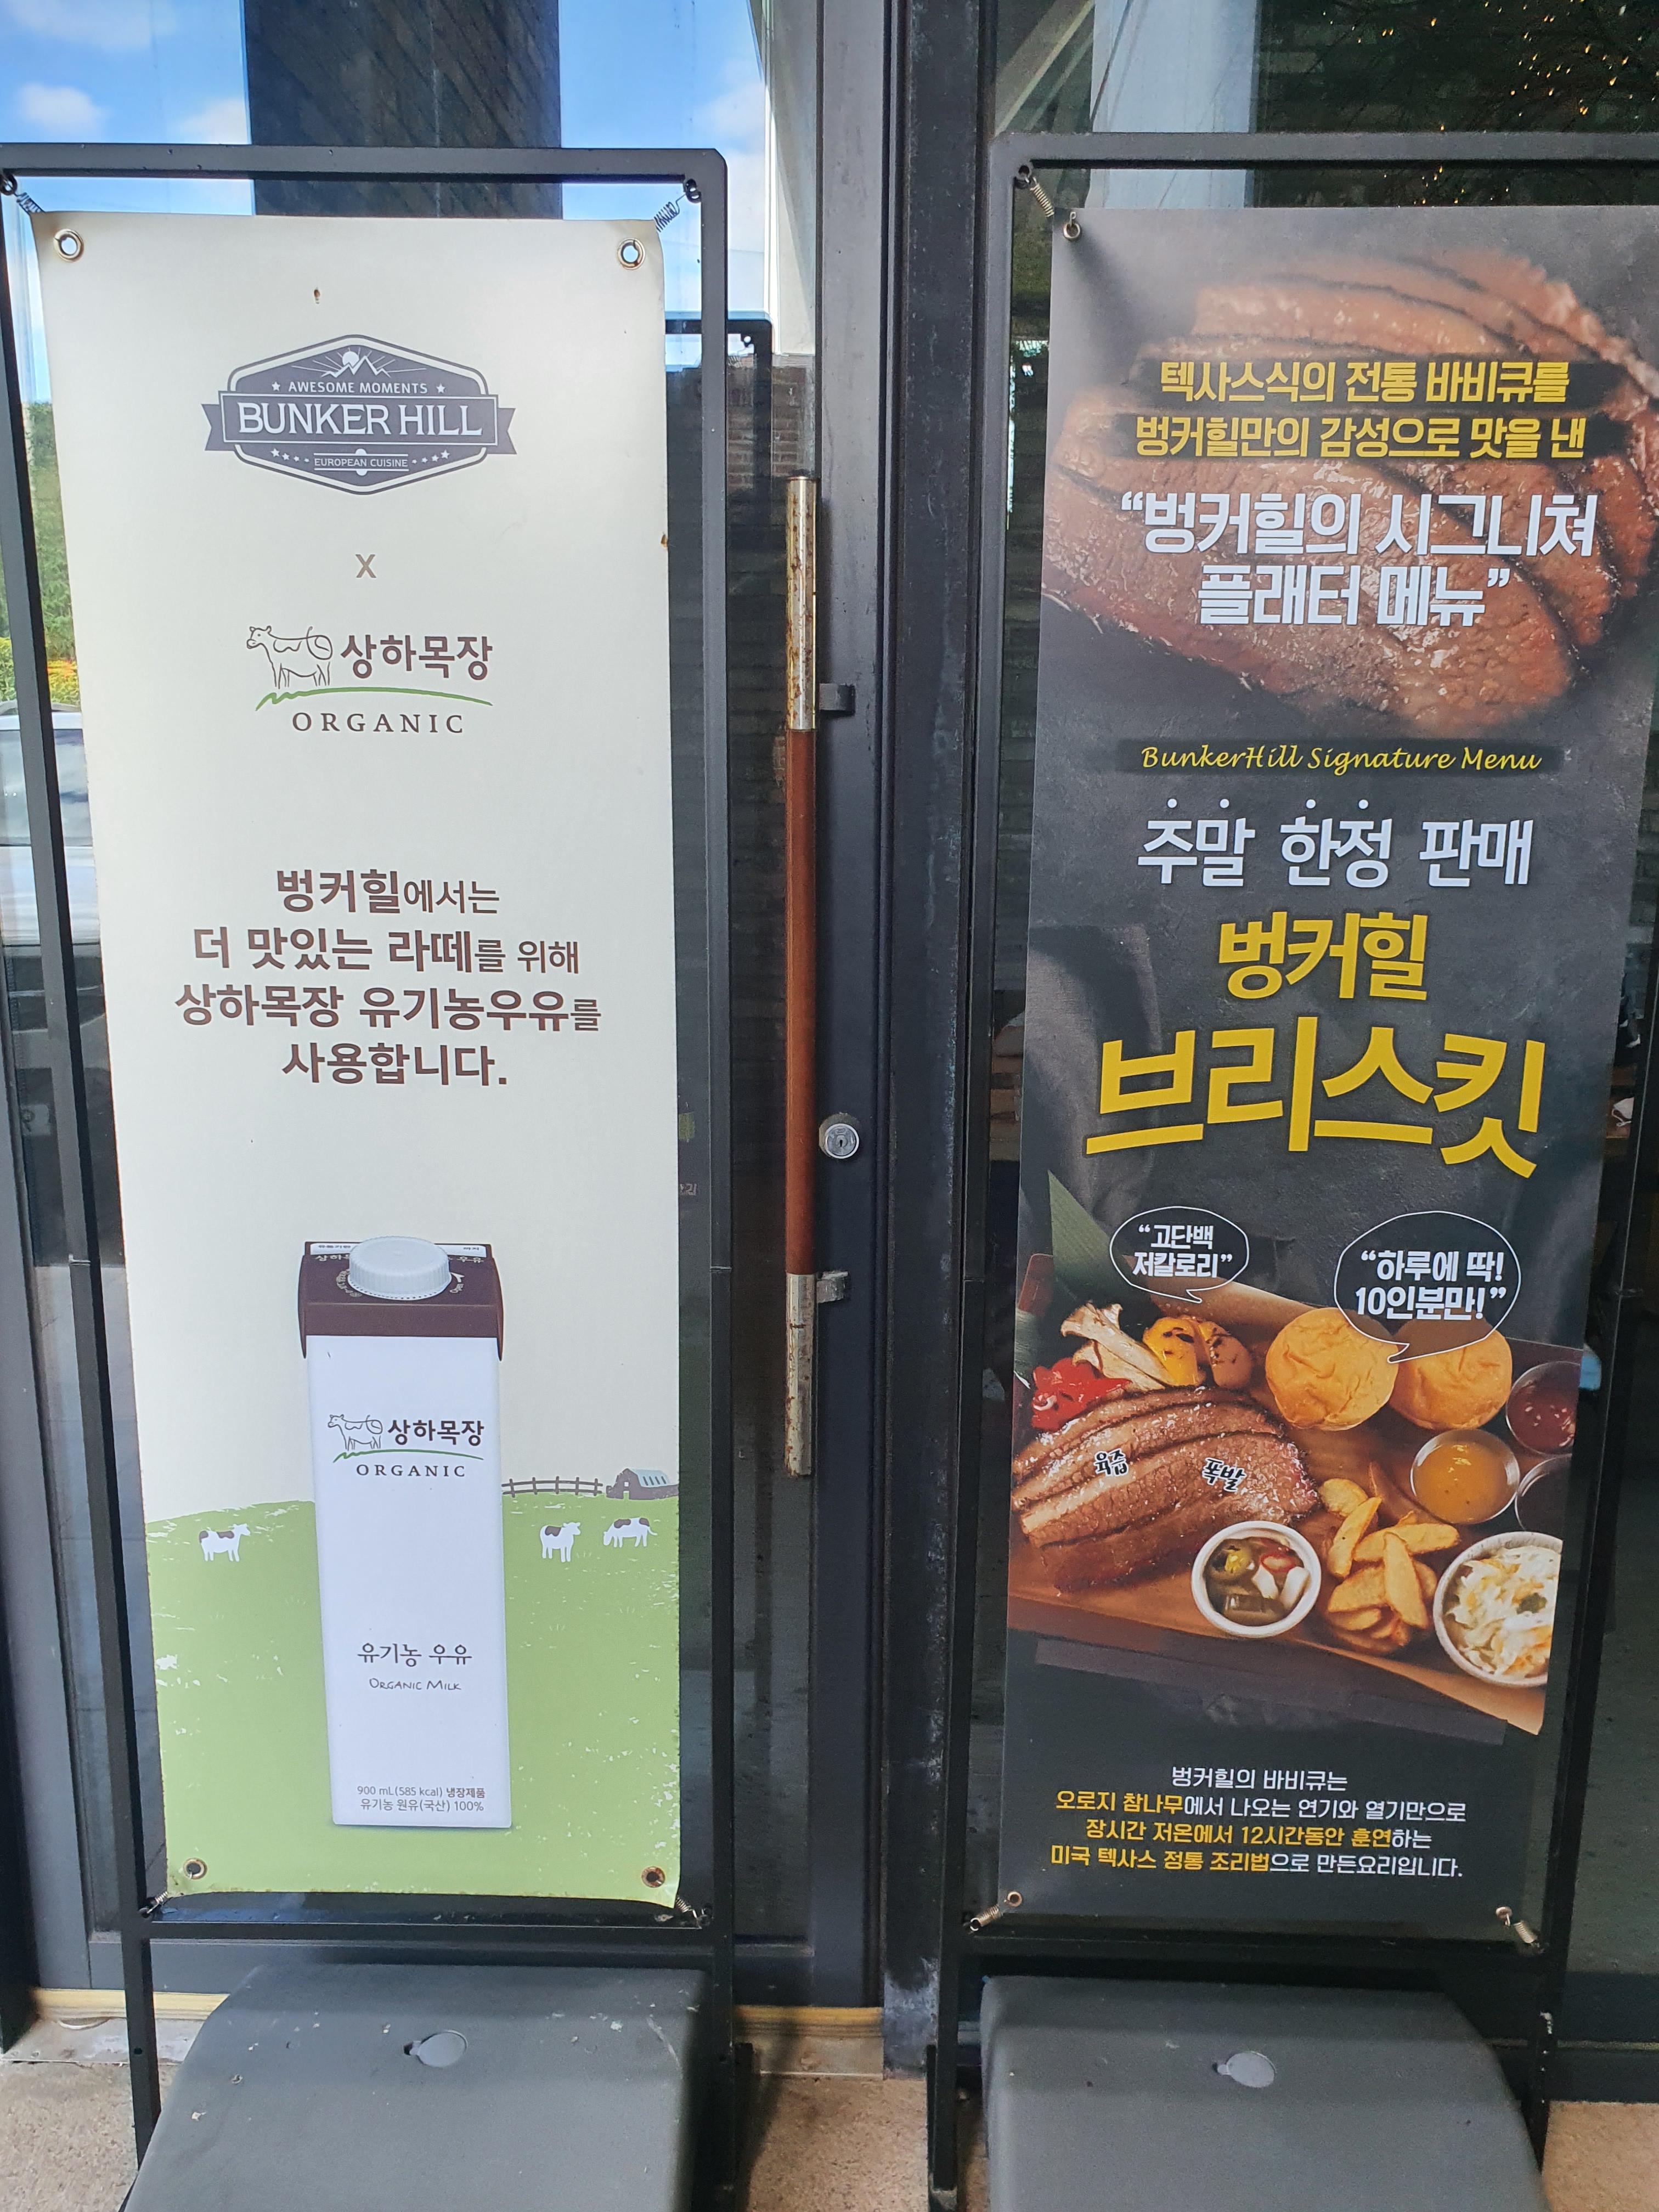 AWESOME MOMENTS
BUNKER HILL
EUROPEAN CUISINE
X
상하목장
ORGANIC
벙커힐에서는
더 맛있는 라떼를 위해
상하목장 유기농우유를
사용합니다.
상하목장
ORGANIC
유기농 우유
ORGANIC MILK
900 mL(585 kcal) 냉장제품
유기농 원유(국산) 100%
텍사스식의 전통 바비큐를
벙커힐만의 감성으로 맛을 낸
“벙커힐의 시그니쳐
플래터 메뉴”
BunkerHill Signature Menu
주말 한정 판매
벙커힐
브리스킷
“고단백
저칼로리”
“하루에 딱!
10인분만!”
육즙 폭발
벙커힐의 바비큐는
오로지 참나무에서 나오는 연기와 열기만으로
장시간 저온에서 12시간동안 훈연하는
미국 텍사스 정통 조리법으로 만든요리입니다.